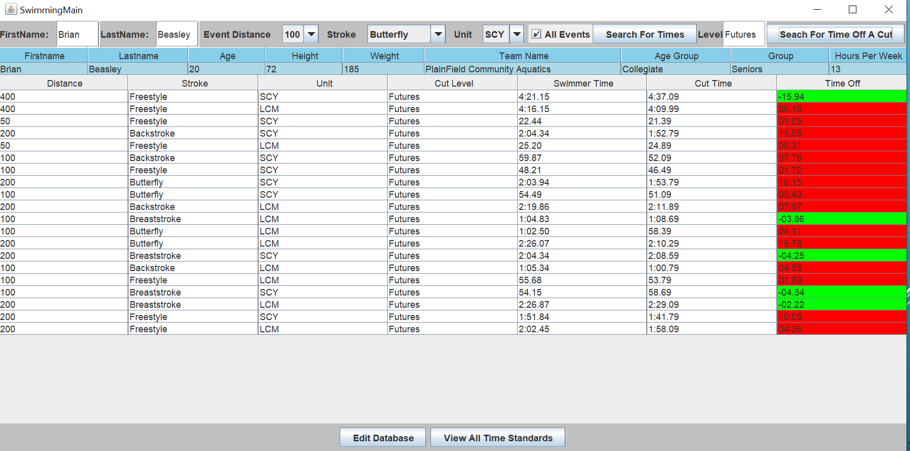 SwimmingMain
FirstName: Brian LastName: Beasley Event Distance 100 Stroke Butterfly Unit SCY All Events Search For Times Level Futures Seach For Time Off A Cut
Firstname Lastname Age Height Weight Team Name Age Group Group Hours Per Week
Brian Beasley 20 72 185 PlainField Community Aquatics Collegiate Seniors 13
Distance Stroke Unit Cut Level Swimmer Time Cut Time Time Off
400 Freestyle SCY Futures 4:21.15 4:37.09 -15.94
400 Freestyle LCM Futures 4:16.15 4:09.99 06.16
50 Freestyle SCY Futures 22.44 21.39 01.05
200 Backstroke SCY Futures 2:04.34 1:52.79 11.55
50 Freestyle LCM Futures 25.20 24.89 00.31
100 Backstroke SCY Futures 59.87 52.09 07.78
100 Freestyle SCY Futures 48.21 46.49 01.72
200 Butterfly SCY Futures 2:03.94 1:53.79 10.15
100 Butterfly SCY Futures 54.49 51.09 03.40
200 Backstroke LCM Futures 2:19.86 2:11.89 07.97
100 Breaststroke LCM Futures 1:04.83 1:08.69 -03.86
100 Butterfly LCM Futures 1:02.50 58.39 04.11
200 Butterfly LCM Futures 2:26.07 2:10.29 15.78
200 Breaststroke SCY Futures 2:04.34 2:08.59 -04.25
100 Backstroke LCM Futures 1:05.34 1:00.79 04.55
100 Freestyle LCM Futures 55.68 53.79 01.89
100 Breaststroke SCY Futures 54.15 58.69 -04.54
200 Breaststroke LCM Futures 2:26.87 2:29.09 -02.22
200 Freestyle SCY Futures 1:51.84 1:41.79 10.05
200 Freestyle LCM Futures 2:02.45 1:58.09 04.36
Edit Database View All Time Standards